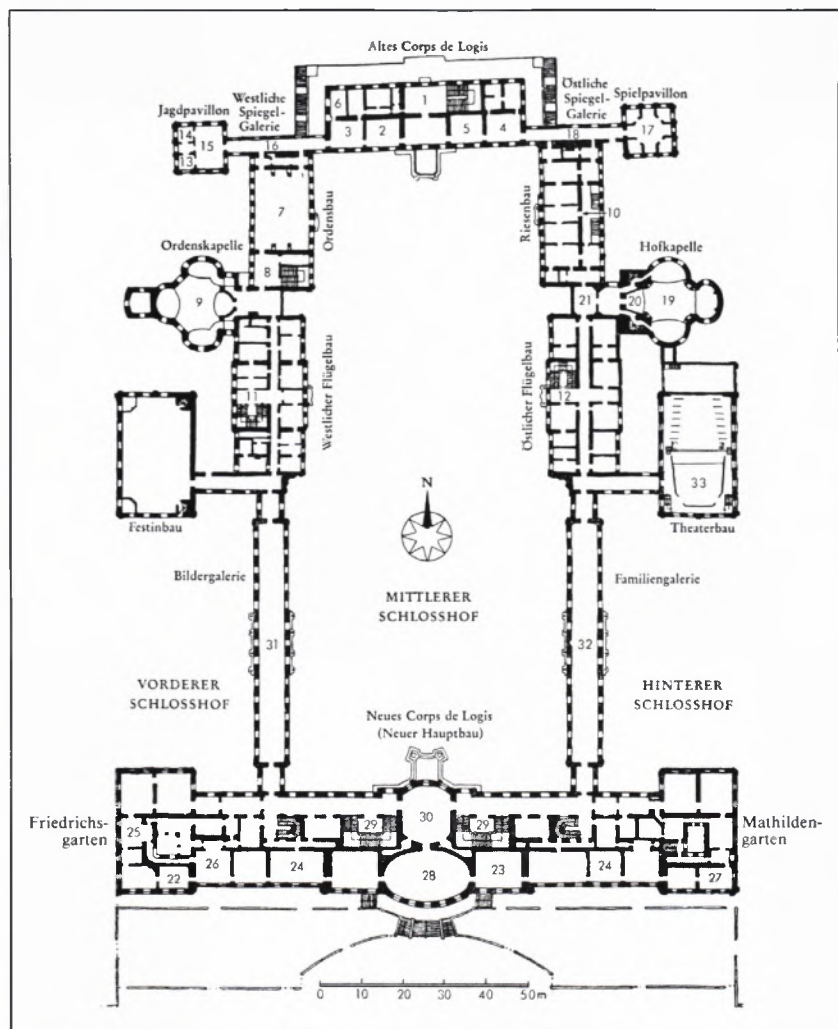 Altes Corps de Logis
Jagdpavillon
Westliche
Spiegel-
Galerie
Östliche
Spiegel-
Galerie
Spielpavillon
6
1
14
15
13
16
3
2
5
4
18
17
7
Ordensbau
Riesenbau
10
Ordenskapelle
Hofkapelle
8
9
21
20
19
Westlicher Flügelbau
Östlicher Flügelbau
11
12
33
Festinbau
Theaterbau
N
Bildergalerie
Familiengalerie
MITTLERER
SCHLOSSHOF
31
32
VORDERER
SCHLOSSHOF
HINTERER
SCHLOSSHOF
Neues Corps de Logis
(Neuer Hauptbau)
Friedrichs-
garten
Mathilden-
garten
25
29
30
29
26
24
28
23
24
22
27
0 10 20 30 40 50m